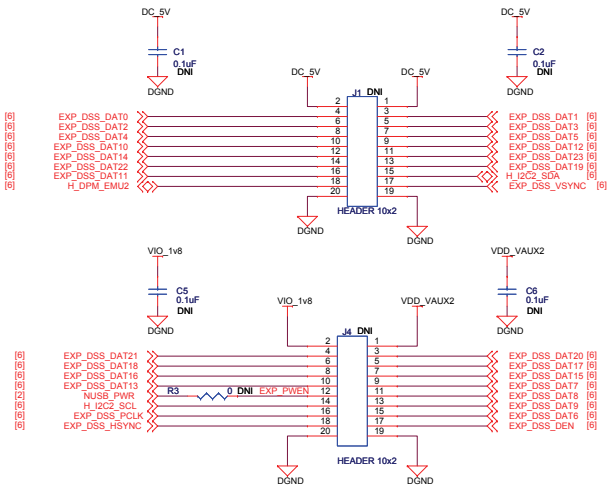 DC_5V DC_5V
C1 C2
0.1uF 0.1uF
DNI DNI
DGND DGND
DC_5V J1 DNI DC_5V
2 1
4 3
[6] EXP_DSS_DAT0 6 5 EXP_DSS_DAT1 [6]
[6] EXP_DSS_DAT2 8 7 EXP_DSS_DAT3 [6]
[6] EXP_DSS_DAT4 10 9 EXP_DSS_DAT5 [6]
[6] EXP_DSS_DAT10 12 11 EXP_DSS_DAT12 [6]
[6] EXP_DSS_DAT14 14 13 EXP_DSS_DAT23 [6]
[6] EXP_DSS_DAT22 16 15 EXP_DSS_DAT19 [6]
[6] EXP_DSS_DAT11 18 17 H_I2C2_SDA [6]
[6] H_DPM_EMU2 20 19 EXP_DSS_VSYNC [6]
HEADER 10x2
DGND DGND
VIO_1v8 VDD_VAUX2
C5 C6
0.1uF 0.1uF
DNI DNI
DGND DGND
VIO_1v8 VDD_VAUX2
J4 DNI
2 1
4 3
[6] EXP_DSS_DAT21 6 5 EXP_DSS_DAT20 [6]
[6] EXP_DSS_DAT18 8 7 EXP_DSS_DAT17 [6]
[6] EXP_DSS_DAT16 10 9 EXP_DSS_DAT15 [6]
[6] EXP_DSS_DAT13 12 11 EXP_DSS_DAT7 [6]
[2] NUSB_PWR R3 0 DNI EXP_PWEN 14 13 EXP_DSS_DAT8 [6]
[6] H_I2C2_SCL 16 15 EXP_DSS_DAT9 [6]
[6] EXP_DSS_PCLK 18 17 EXP_DSS_DAT6 [6]
[6] EXP_DSS_HSYNC 20 19 EXP_DSS_DEN [6]
HEADER 10x2
DGND DGND